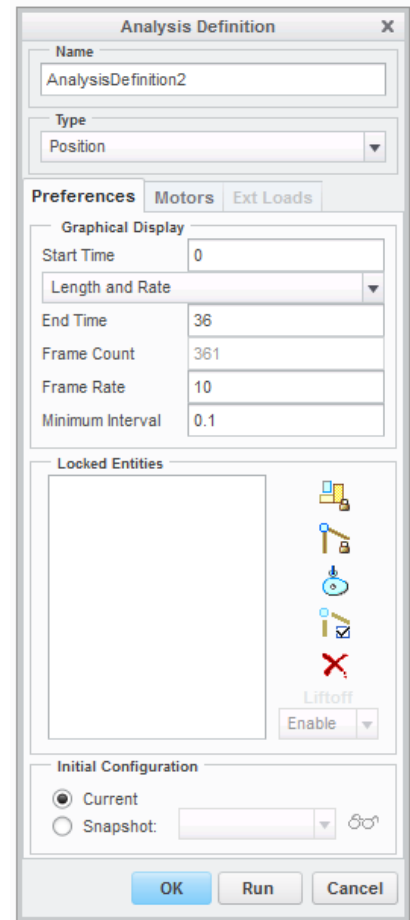 Analysis Definition x
Name
AnalysisDefinition2
Type
Position
Preferences Motors Ext Loads
Graphical Display
Start Time 0
Length and Rate
End Time 36
Frame Count 361
Frame Rate 10
Minimum Interval 0.1
Locked Entities
Liftoff
Enable
Initial Configuration
Current
Snapshot:
OK Run Cancel